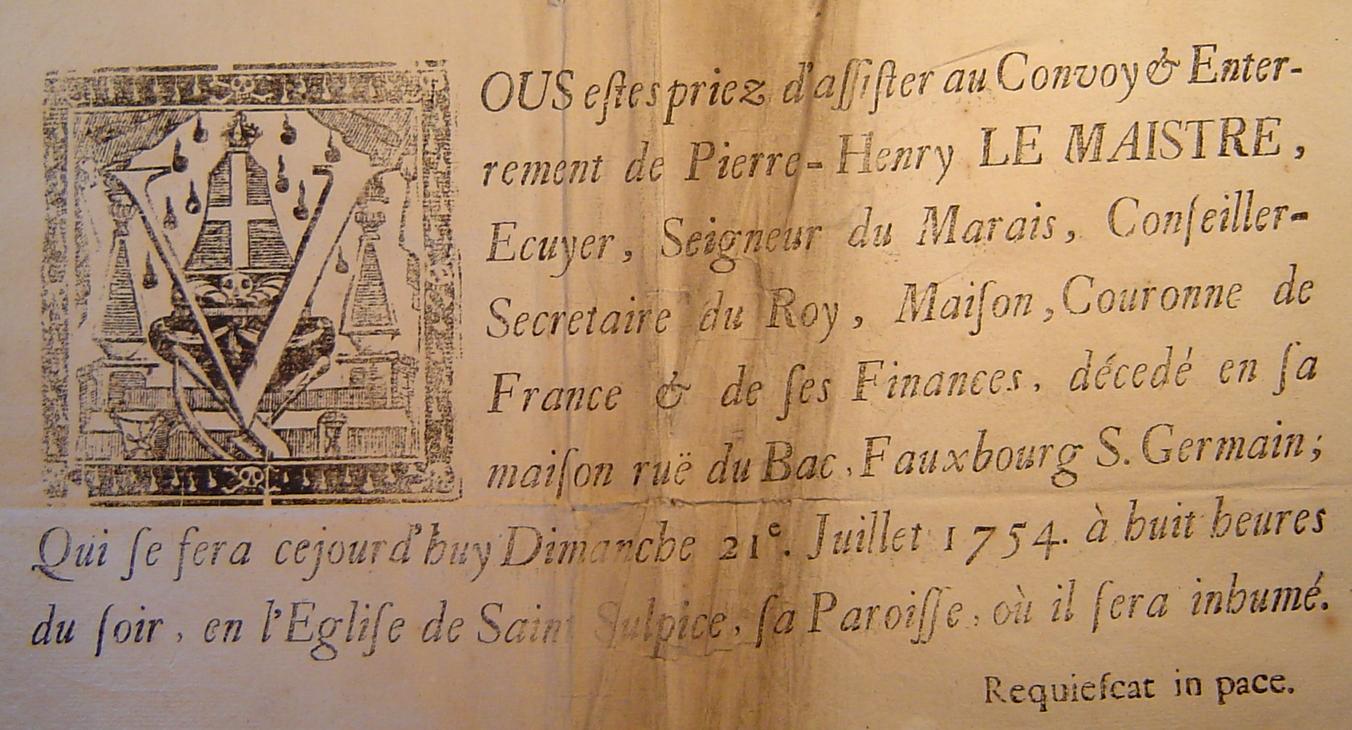 VOUS eſtes priez d'aſſiſter au Convoy & Enter-
rement de Pierre-Henry LE MAISTRE,
Ecuyer, Seigneur du Marais, Conſeiller-
Secretaire du Roy, Maiſon, Couronne de
France & de ſes Finances, décedé en ſa
maiſon ruë du Bac, Fauxbourg S. Germain;
Qui ſe fera cejourd'huy Dimanche 21e. Juillet 1754. à huit heures
du ſoir, en l'Egliſe de Saint Sulpice, ſa Paroiſſe, où il ſera inhumé.
Requieſcat in pace.